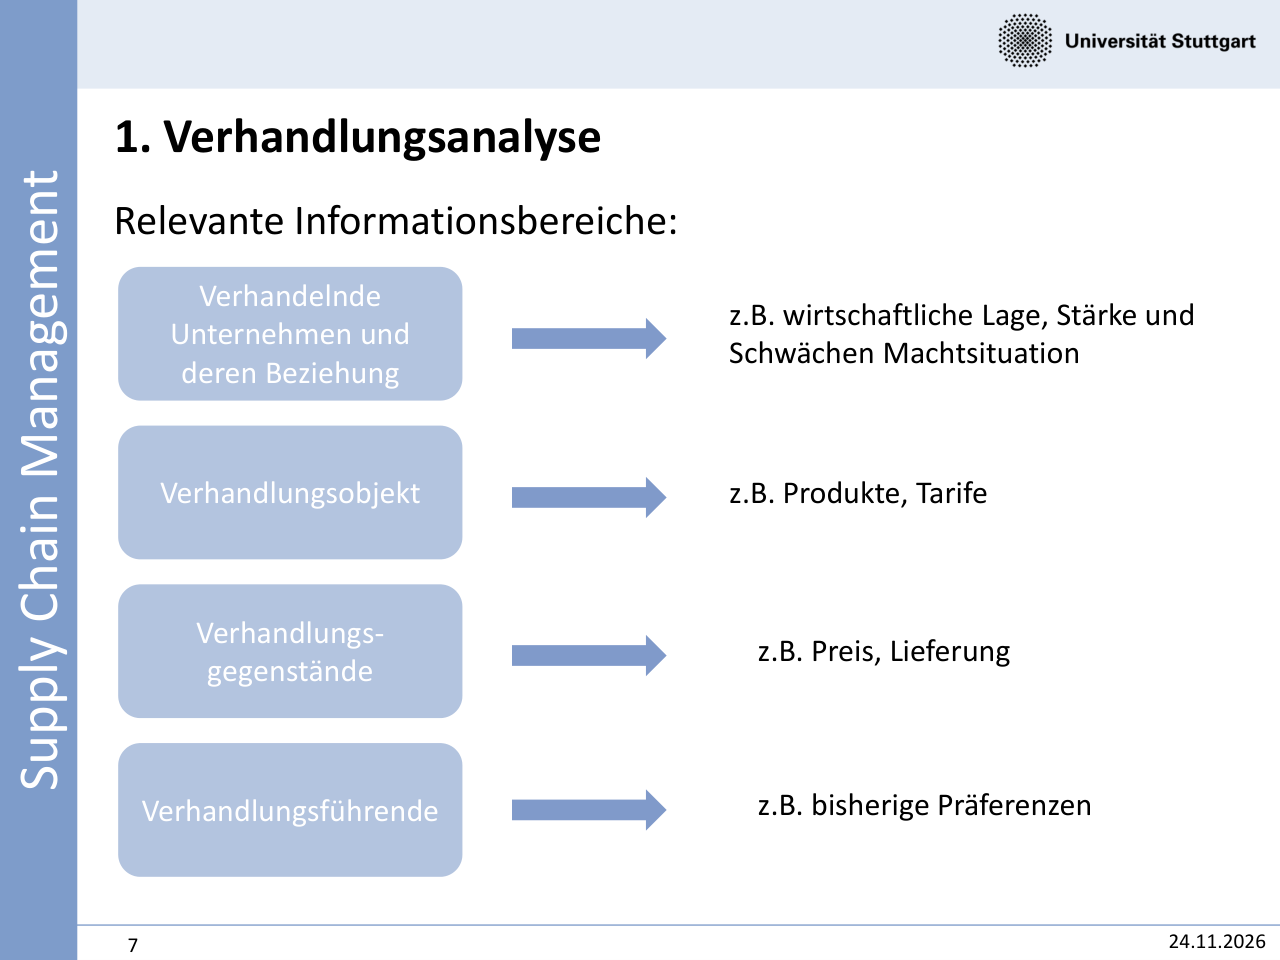 Universität Stuttgart
Supply Chain Management
1. Verhandlungsanalyse
Relevante Informationsbereiche:
Verhandelnde
Unternehmen und
deren Beziehung
z.B. wirtschaftliche Lage, Stärke und
Schwächen Machtsituation
Verhandlungsobjekt
z.B. Produkte, Tarife
Verhandlungs-
gegenstände
z.B. Preis, Lieferung
Verhandlungsführende
z.B. bisherige Präferenzen
7
24.11.2026